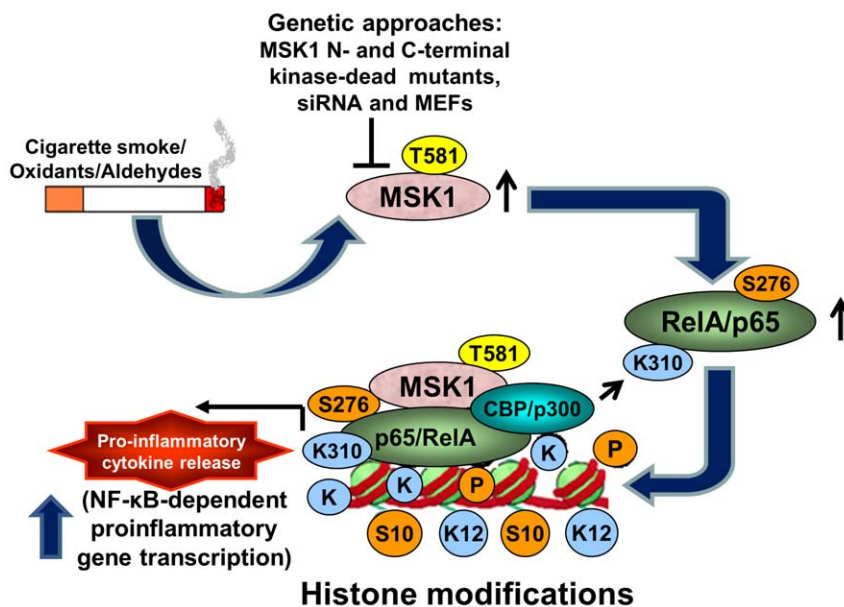 Genetic approaches:
MSK1 N- and C-terminal
kinase-dead mutants,
siRNA and MEFs
Cigarette smoke/
Oxidants/Aldehydes
T581
MSK1
S276
RelA/p65
K310
T581
MSK1
S276
CBP/p300
p65/RelA
K310
K
P
K
K
P
S10
K12
S10
K12
Pro-inflammatory
cytokine release
(NF-κB-dependent
proinflammatory
gene transcription)
Histone modifications